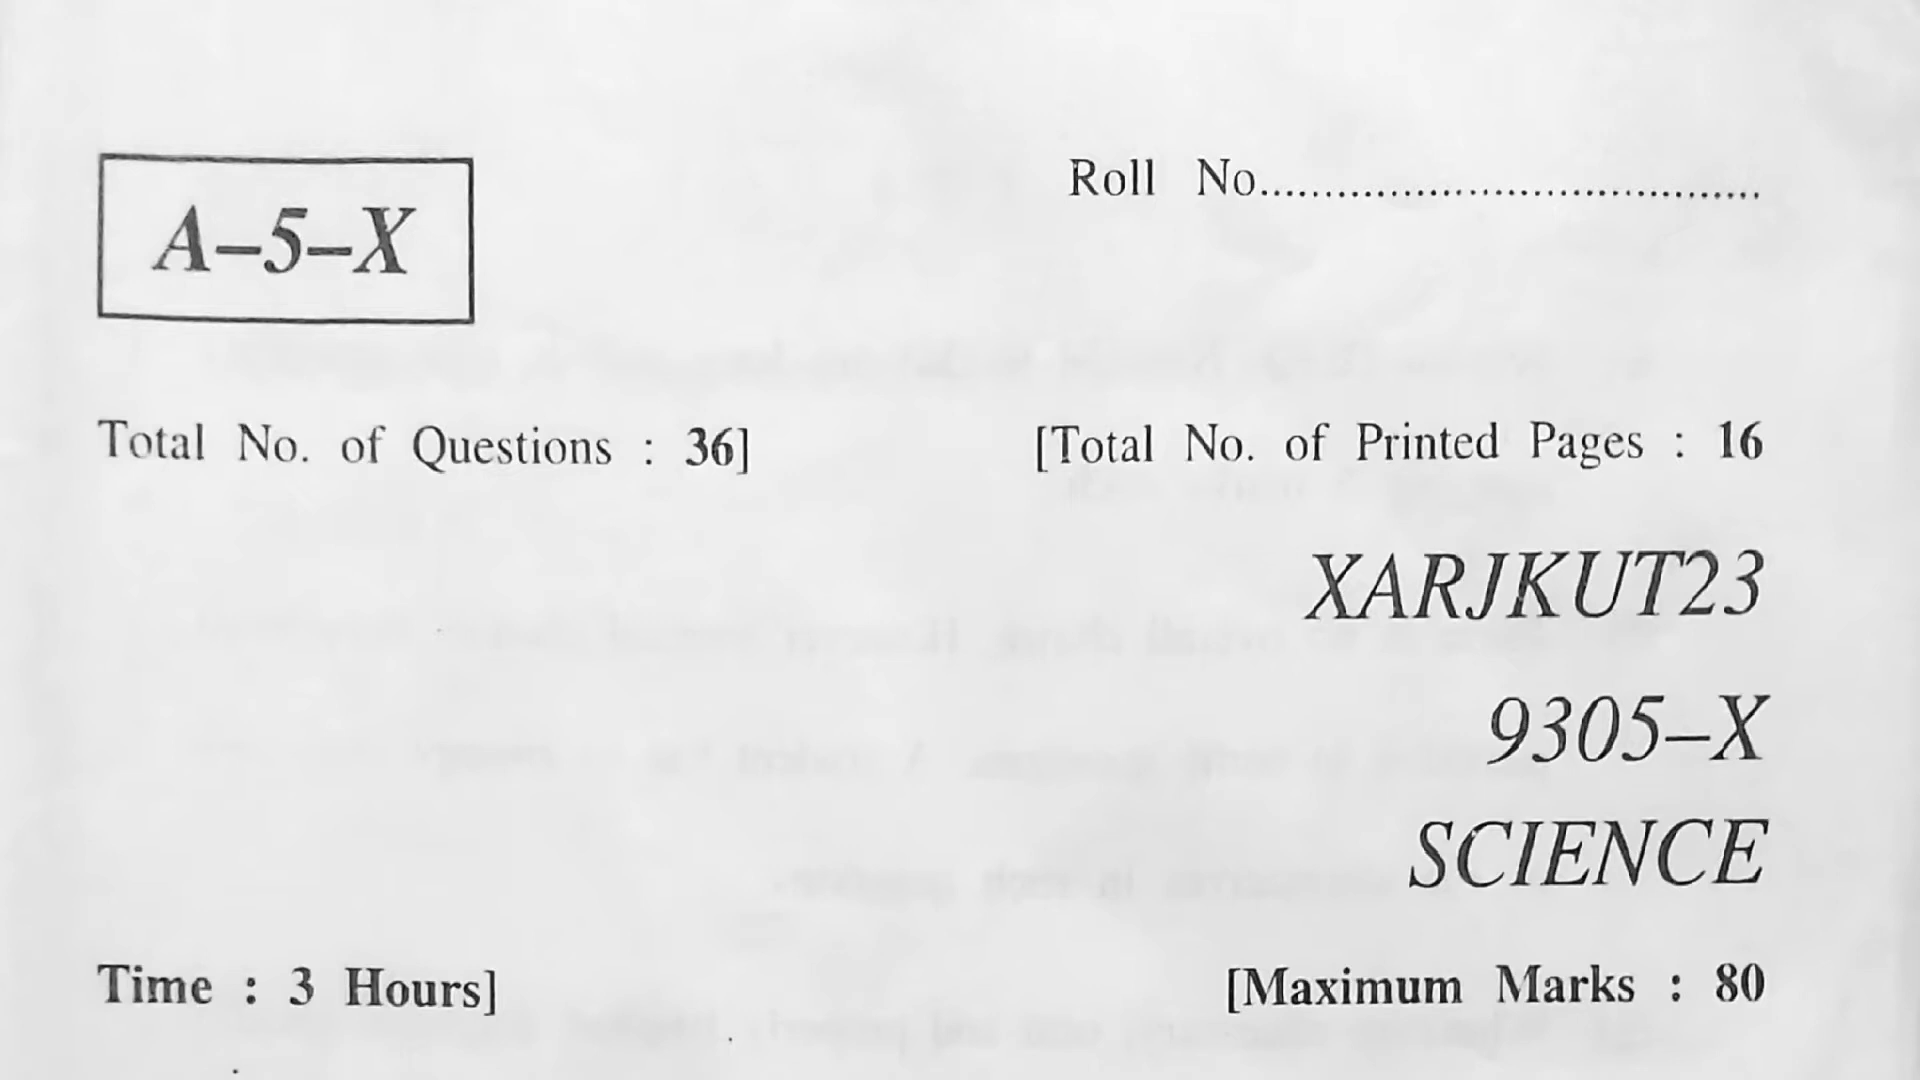 Roll No.......................................
A–5–X
Total No. of Questions : 36]
[Total No. of Printed Pages : 16
XARJKUT23
9305–X
SCIENCE
Time : 3 Hours]
[Maximum Marks : 80